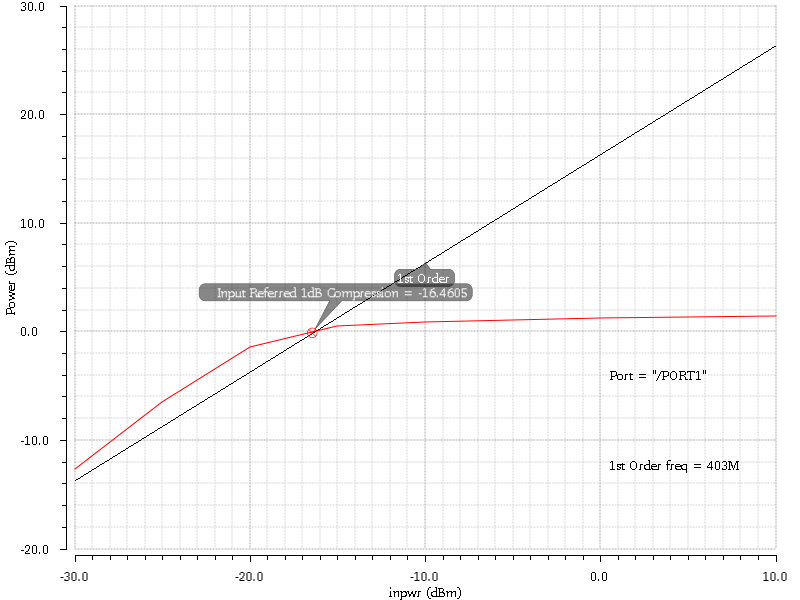 30.0
20.0
10.0
0.0
-10.0
-20.0
Power (dBm)
1st Order
Input Referred 1dB Compression = -16.4605
Port = "/PORT1"
1st Order freq = 403M
-30.0 -20.0 -10.0 0.0 10.0
inpwr (dBm)